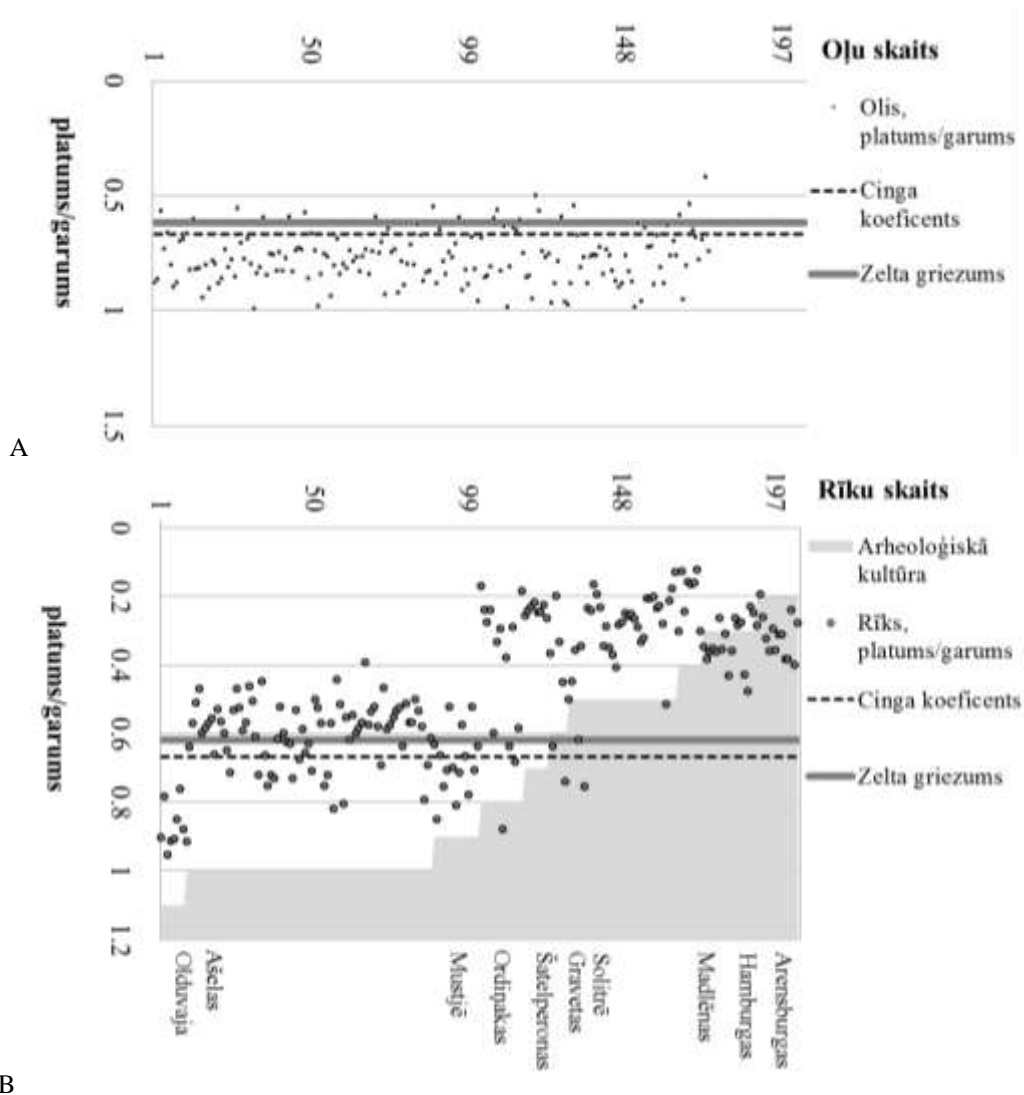 1
50
99
148
197
Oļu skaits
0
0.5
1
1.5
platums/garums
Olis,
platums/garums
Cinga
koeficents
Zelta griezums
A
1
50
99
148
197
Rīku skaits
0
0.2
0.4
0.6
0.8
1
1.2
platums/garums
Arheoloģiskā
kultūra
Rīks,
platums/garums
Cinga koeficents
Zelta griezums
Olduvaja
Ašelas
Mustjē
Ordiņakas
Šatelperonas
Gravetas
Solitrē
Madlēnas
Hamburgas
Arensburgas
B